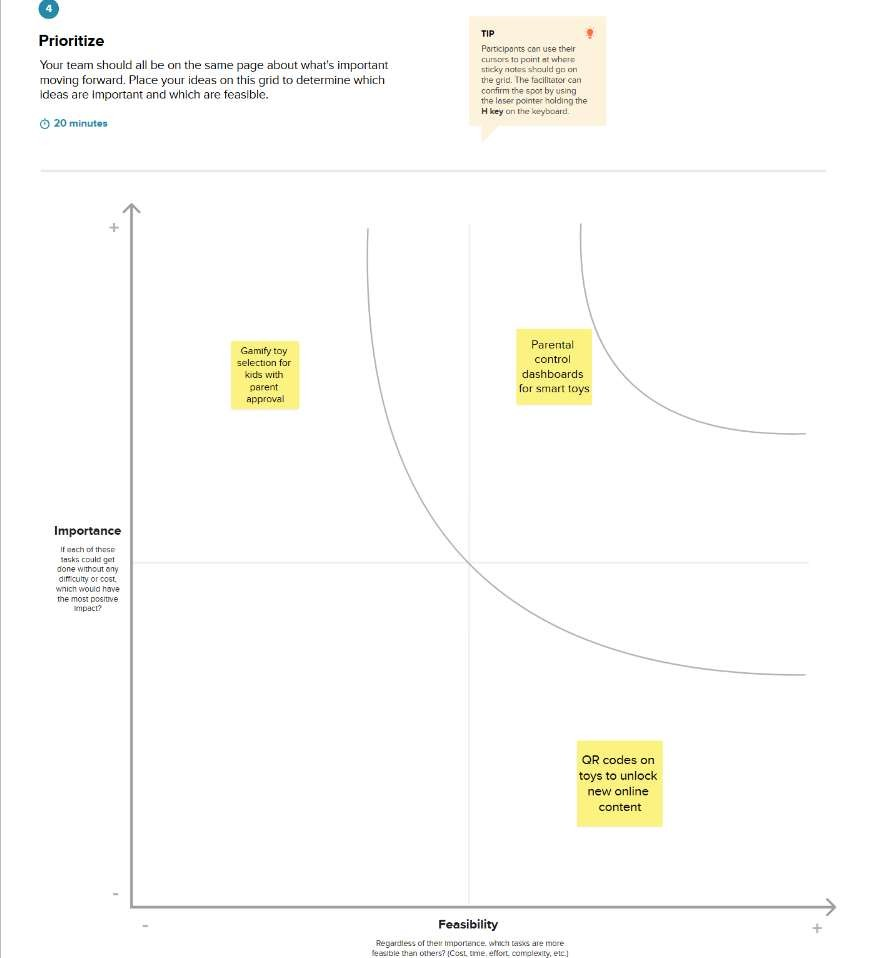 4
Prioritize
Your team should all be on the same page about what's important
moving forward. Place your ideas on this grid to determine which
ideas are important and which are feasible.
20 minutes
TIP
Participants can use their
cursors to point at where
sticky notes should go on
the grid. The facilitator can
confirm the spot by using
the laser pointer holding the
H key on the keyboard.
+
Gamify toy
selection for
kids with
parent
approval
Parental
control
dashboards
for smart toys
Importance
If each of these
tasks could get
done without any
difficulty or cost,
which would have
the most positive
impact?
QR codes on
toys to unlock
new online
content
-
-
Feasibility
+
Regardless of their importance, which tasks are more
feasible than others? (Cost, time, effort, complexity, etc.)